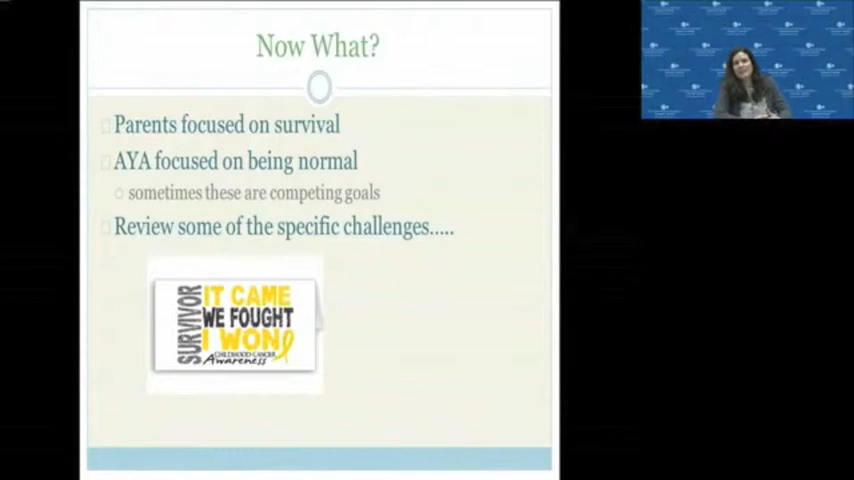 Now What?
Parents focused on survival
AYA focused on being normal
sometimes these are competing goals
Review some of the specific challenges.....
SURVIVOR
IT CAME
WE FOUGHT
I WON
CHILDHOOD CANCER
Awareness